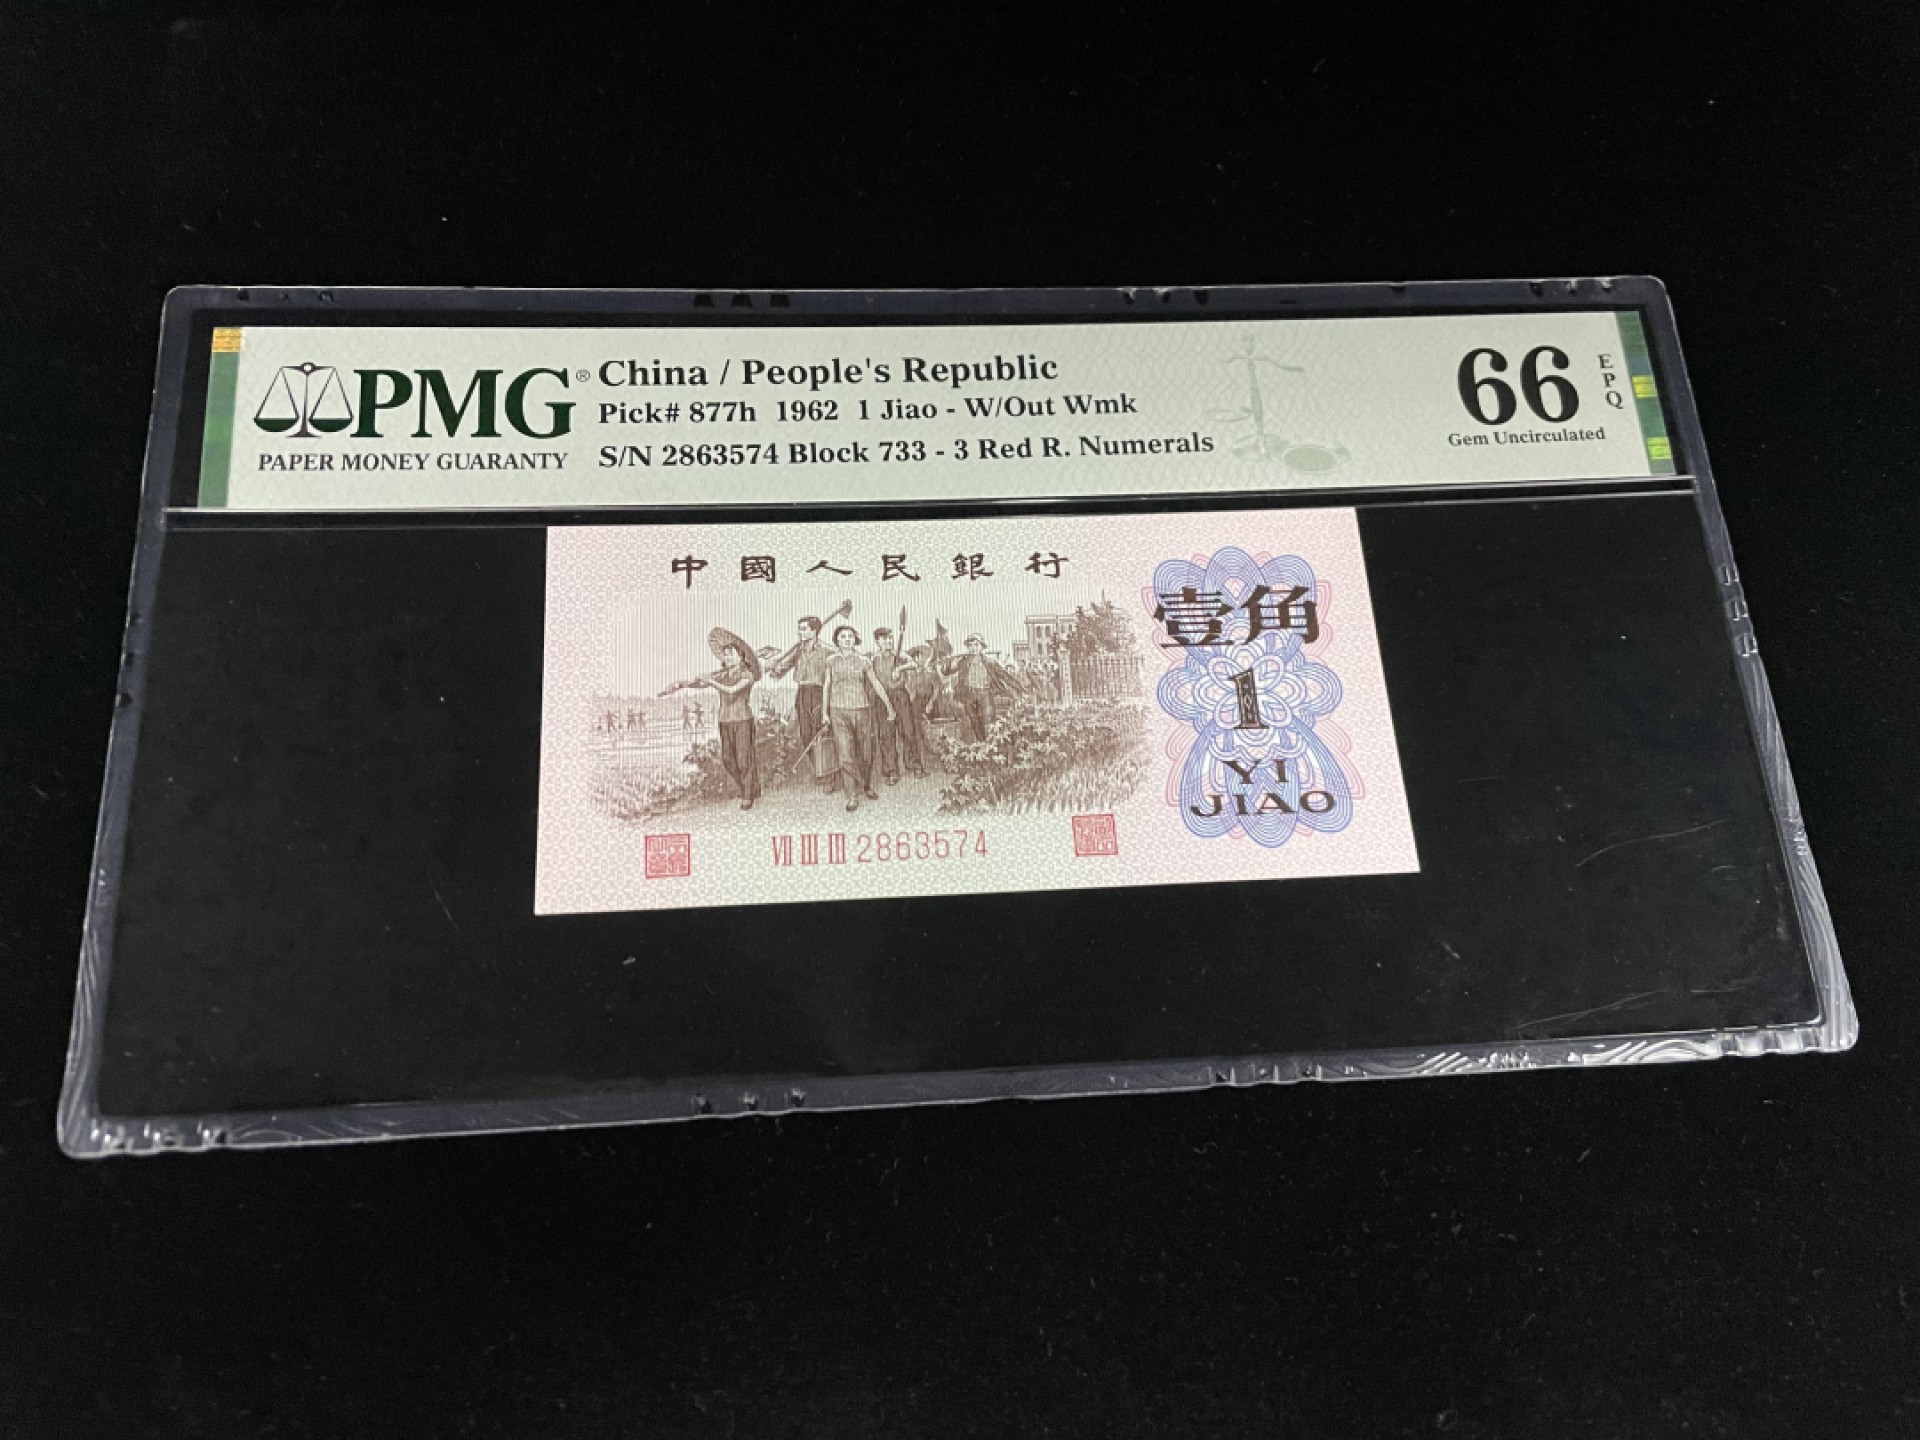 PMG®
PAPER MONEY GUARANTY
China / People's Republic
Pick# 877h 1962 1 Jiao - W/Out Wmk
S/N 2863574 Block 733 - 3 Red R. Numerals
66 EPQ
Gem Uncirculated
中國人民銀行
壹角
1
YI
JIAO
VII III III 2863574